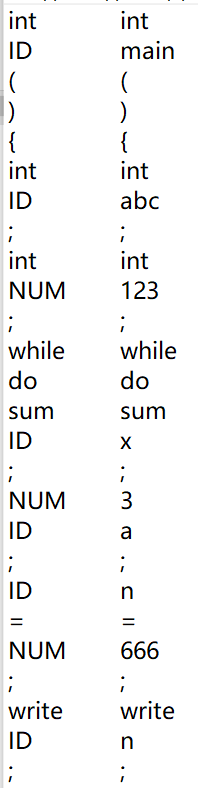 int int
ID main
( (
) )
{ {
int int
ID abc
; ;
int int
NUM 123
; ;
while while
do do
sum sum
ID x
; ;
NUM 3
ID a
; ;
ID n
= =
NUM 666
; ;
write write
ID n
; ;